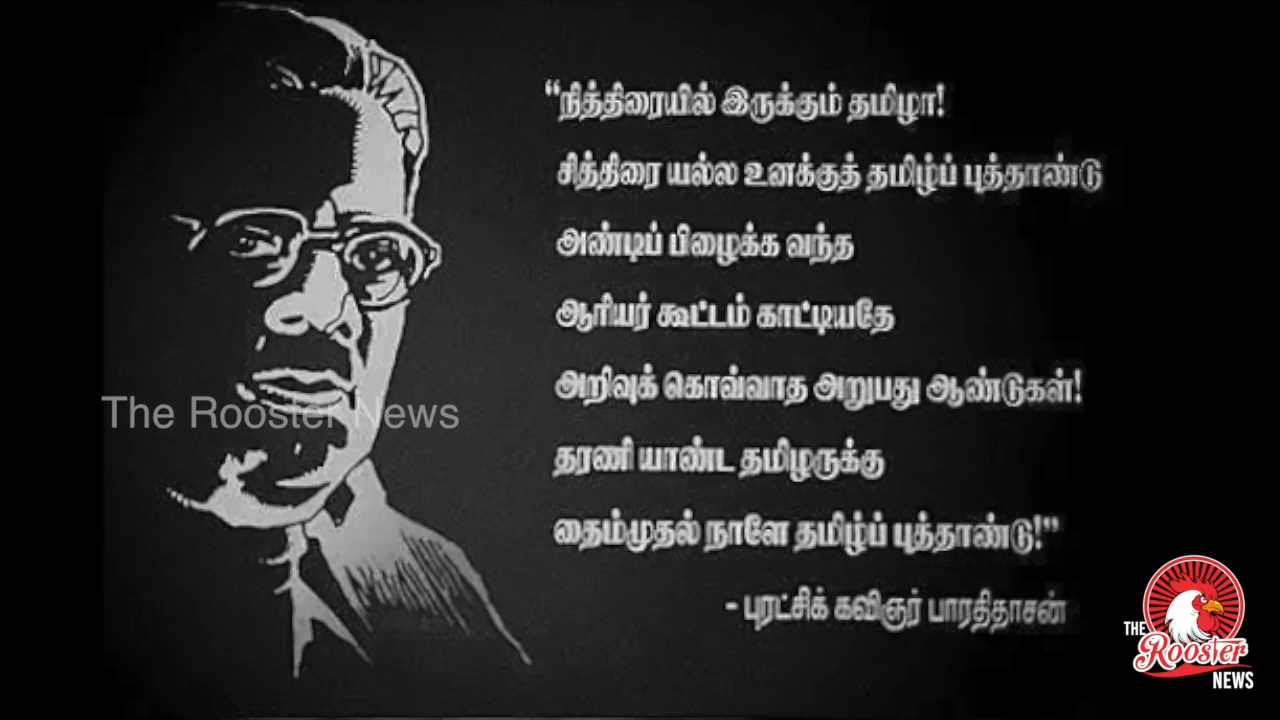 “நித்திரையில் இருக்கும் தமிழா!
சித்திரை யல்ல உனக்குத் தமிழ்ப் புத்தாண்டு
அண்டிப் பிழைக்க வந்த
ஆரியர் கூட்டம் காட்டியதே
அறிவுக் கொவ்வாத அறுபது ஆண்டுகள்!
தரணி யாண்ட தமிழருக்கு
தைம்முதல் நாளே தமிழ்ப் புத்தாண்டு!”
- புரட்சிக் கவிஞர் பாரதிதாசன்
The Rooster News
THE
Rooster
NEWS